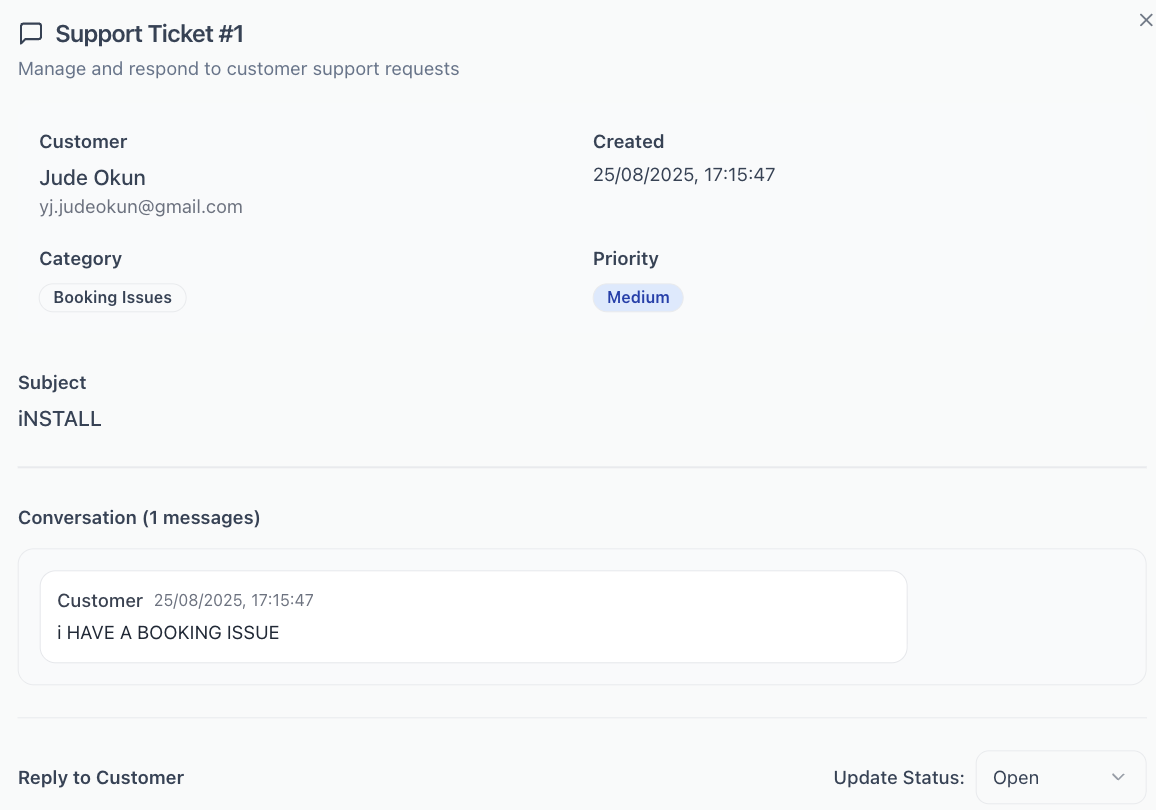 Support Ticket #1
Manage and respond to customer support requests
Customer
Created
Jude Okun
25/08/2025, 17:15:47
yj.judeokun@gmail.com
Category
Priority
Booking Issues
Medium
Subject
iNSTALL
Conversation (1 messages)
Customer 25/08/2025, 17:15:47
i HAVE A BOOKING ISSUE
Reply to Customer
Update Status: Open